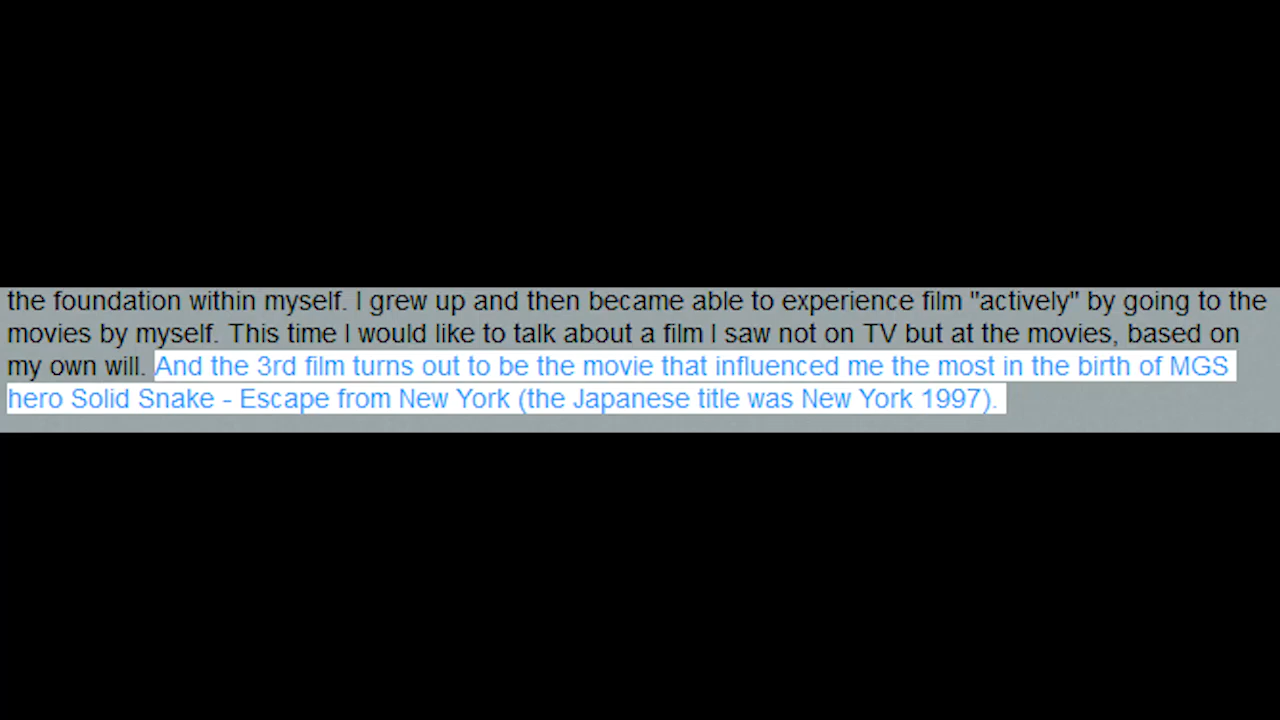 the foundation within myself. I grew up and then became able to experience film "actively" by going to the
movies by myself. This time I would like to talk about a film I saw not on TV but at the movies, based on
my own will. And the 3rd film turns out to be the movie that influenced me the most in the birth of MGS
hero Solid Snake - Escape from New York (the Japanese title was New York 1997).